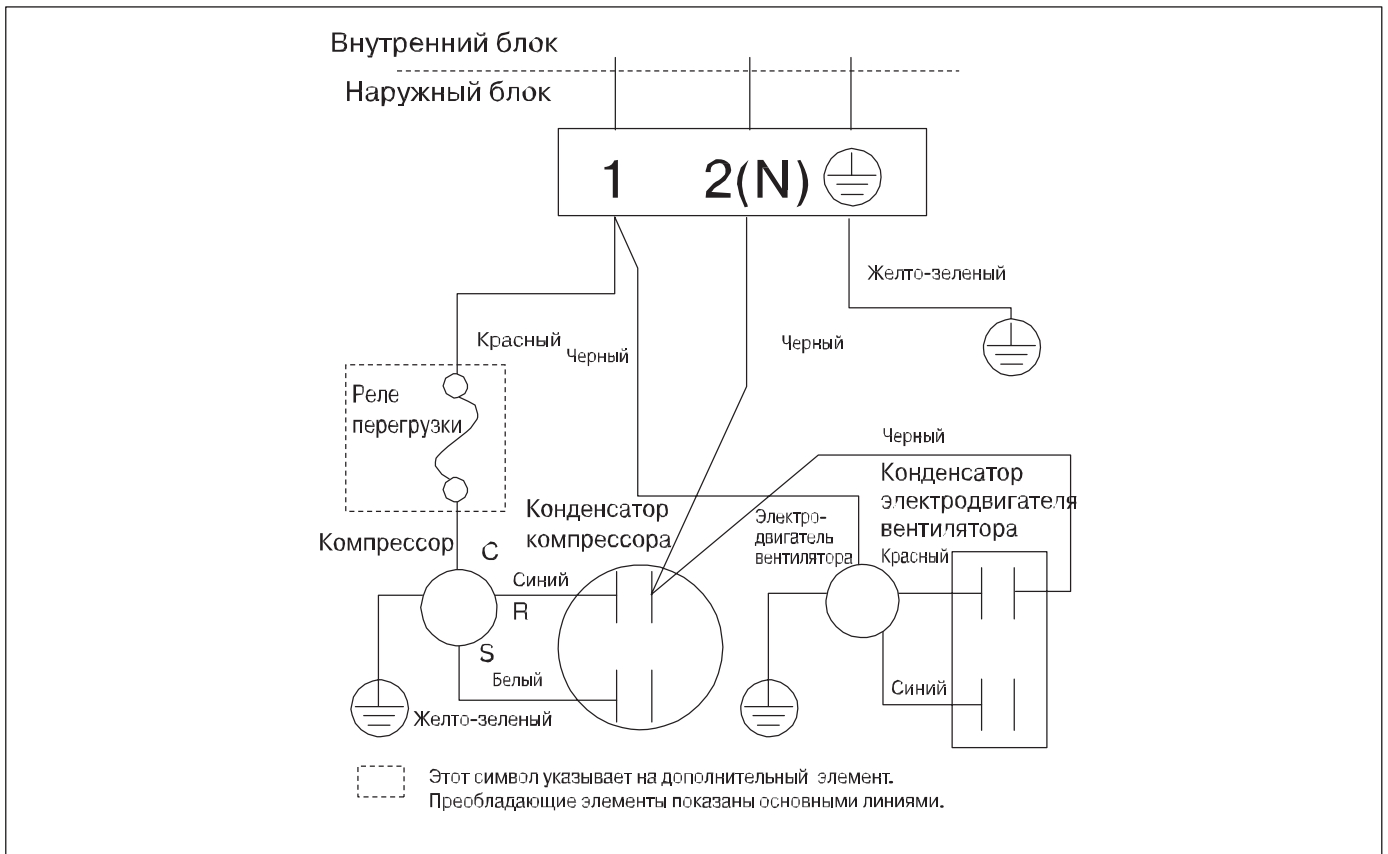 Внутренний блок
Наружный блок
1
2(N)
Желто-зеленый
Красный
Черный
Черный
Реле
перегрузки
Черный
Конденсатор
электродвигателя
вентилятора
Конденсатор
компрессора
Электро-
двигатель
вентилятора
Компрессор
C
Красный
Синий
R
S
Белый
Синий
Желто-зеленый
Этот символ указывает на дополнительный элемент.
Преобладающие элементы показаны основными линиями.